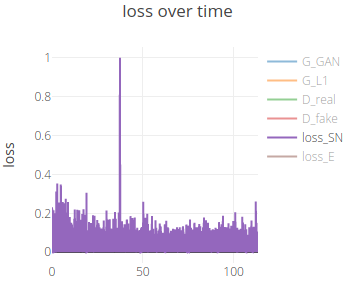 loss over time
loss
1
0.8
0.6
0.4
0.2
0
0
50
100
G_GAN
G_L1
D_real
D_fake
loss_SN
loss_E